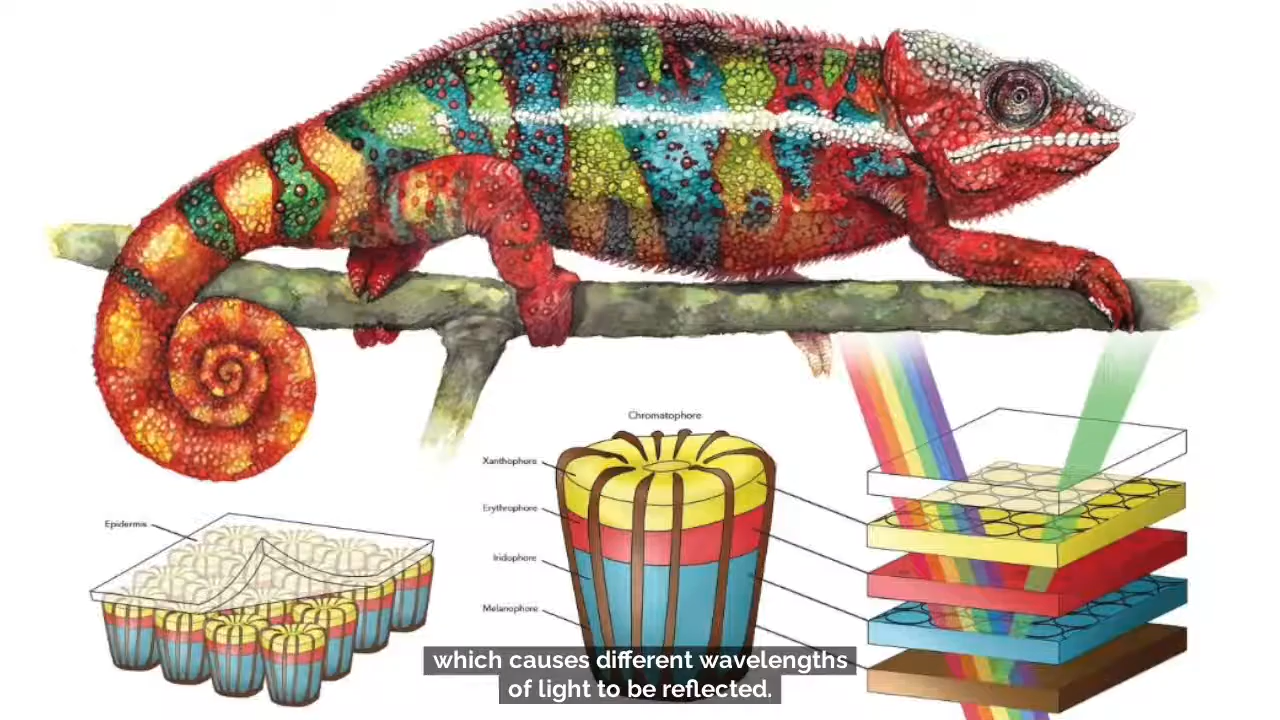 Chromatophore
Xanthophore
Erythrophore
Epidermis
Iridophore
Melanophore
which causes different wavelengths
of light to be reflected.